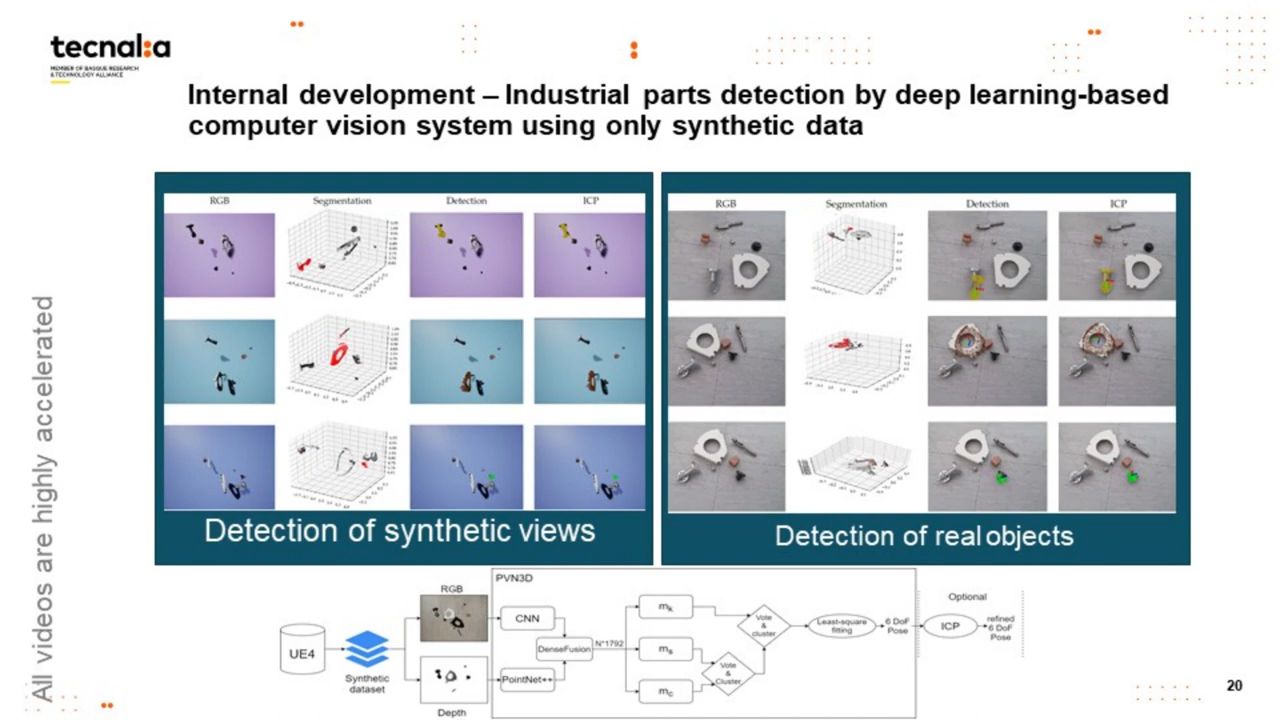 tecnal:a
MEMBER OF BASQUE RESEARCH
& TECHNOLOGY ALLIANCE
Internal development – Industrial parts detection by deep learning-based
computer vision system using only synthetic data
All videos are highly accelerated
RGB Segmentation Detection ICP
Detection of synthetic views
RGB Segmentation Detection ICP
Detection of real objects
PVN3D
UE4
Synthetic
dataset
RGB
Depth
CNN
PointNet++
DenseFusion
N*1792
mk
ms
mc
Vote
&
cluster
Vote
&
Cluster
Least-square
fitting
6 DoF
Pose
Optional
ICP
refined
6 DoF
Pose
20